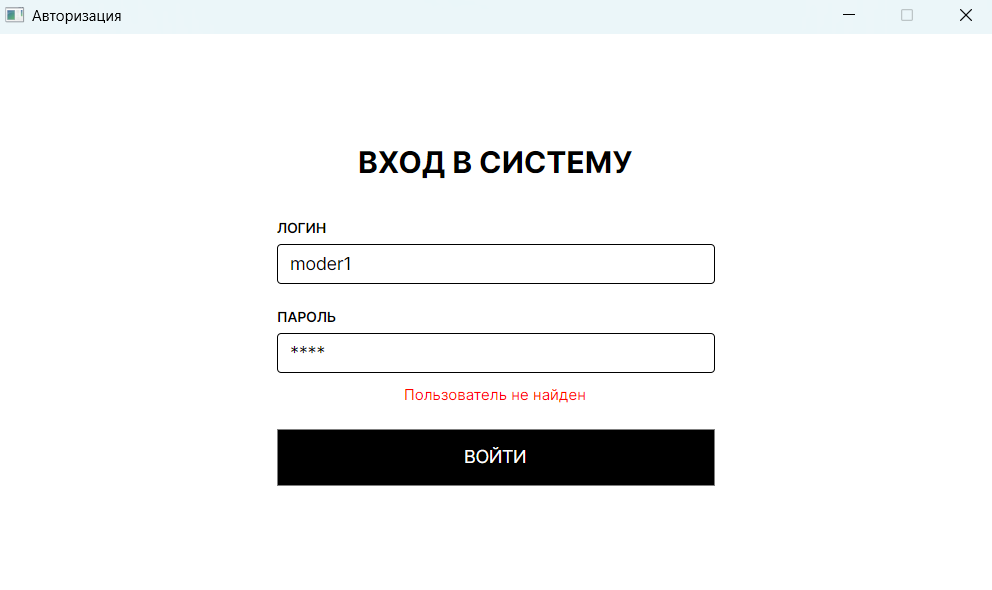 Авторизация
ВХОД В СИСТЕМУ
ЛОГИН
moder1
ПАРОЛЬ
****
Пользователь не найден
ВОЙТИ